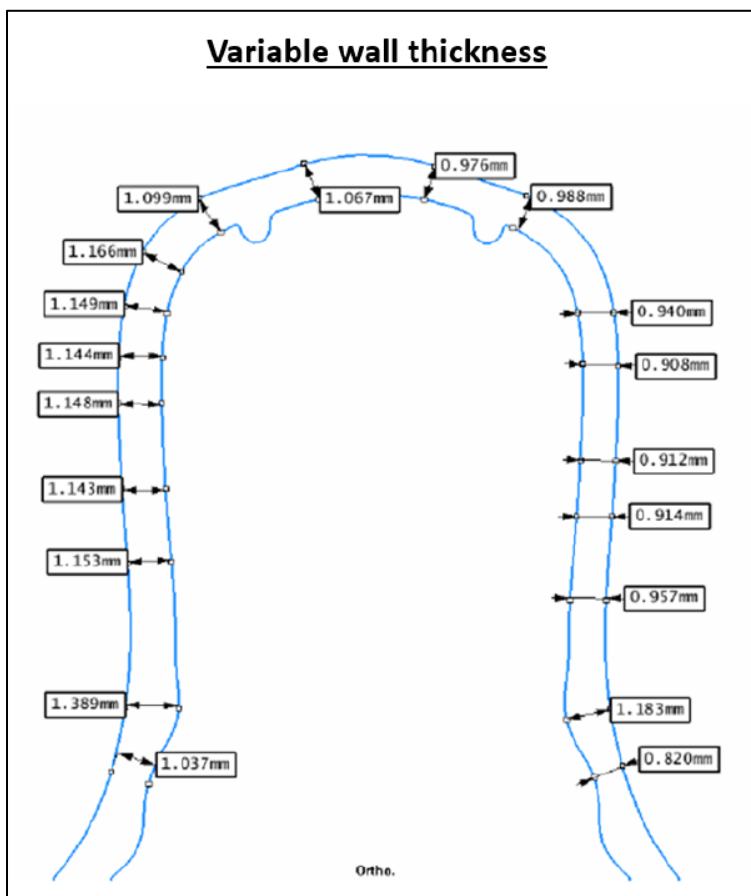 Variable wall thickness
0.976mm
1.099mm
1.067mm
0.988mm
1.166mm
1.149mm
0.940mm
1.144mm
0.908mm
1.148mm
0.912mm
1.143mm
0.914mm
1.153mm
0.957mm
1.389mm
1.183mm
1.037mm
0.820mm
Ortho.